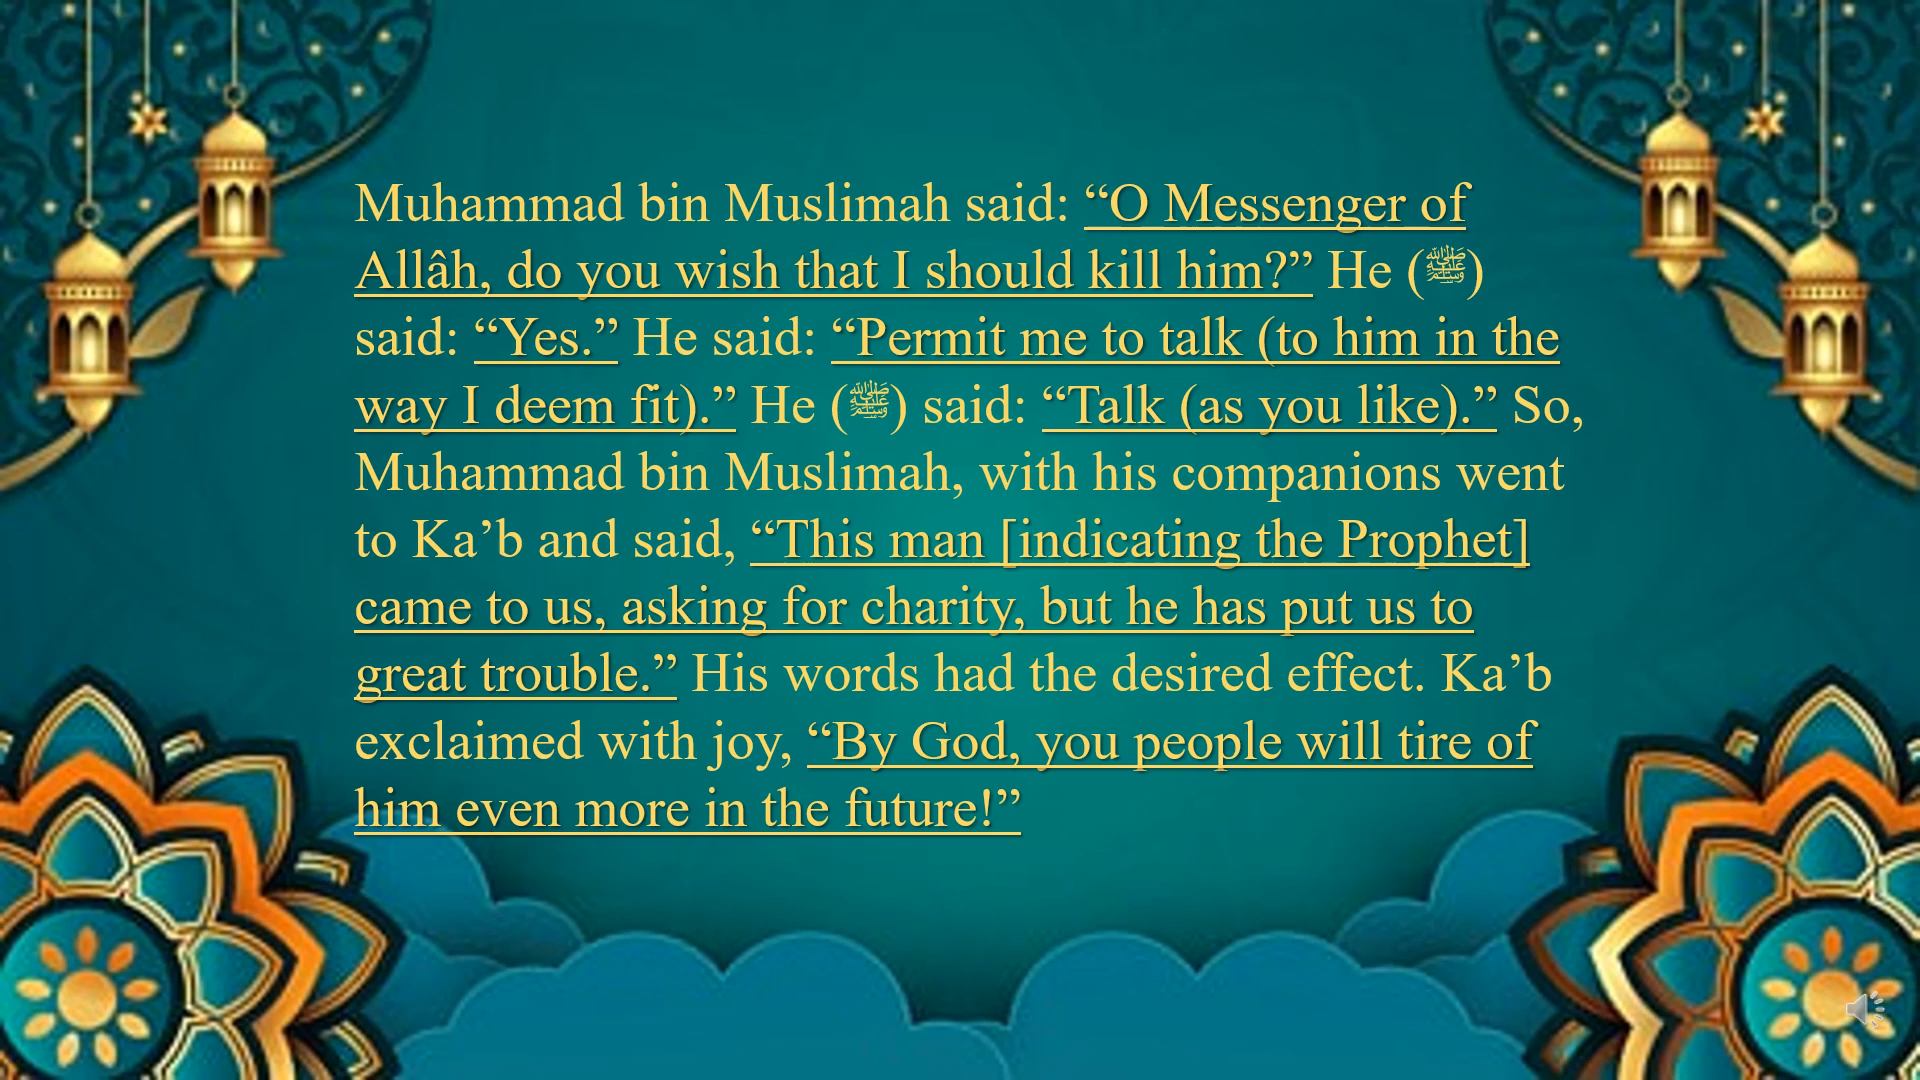 Muhammad bin Muslimah said: “O Messenger of
Allâh, do you wish that I should kill him?” He (ﷺ)
said: “Yes.” He said: “Permit me to talk (to him in the
way I deem fit).” He (ﷺ) said: “Talk (as you like).” So,
Muhammad bin Muslimah, with his companions went
to Ka’b and said, “This man [indicating the Prophet]
came to us, asking for charity, but he has put us to
great trouble.” His words had the desired effect. Ka’b
exclaimed with joy, “By God, you people will tire of
him even more in the future!”